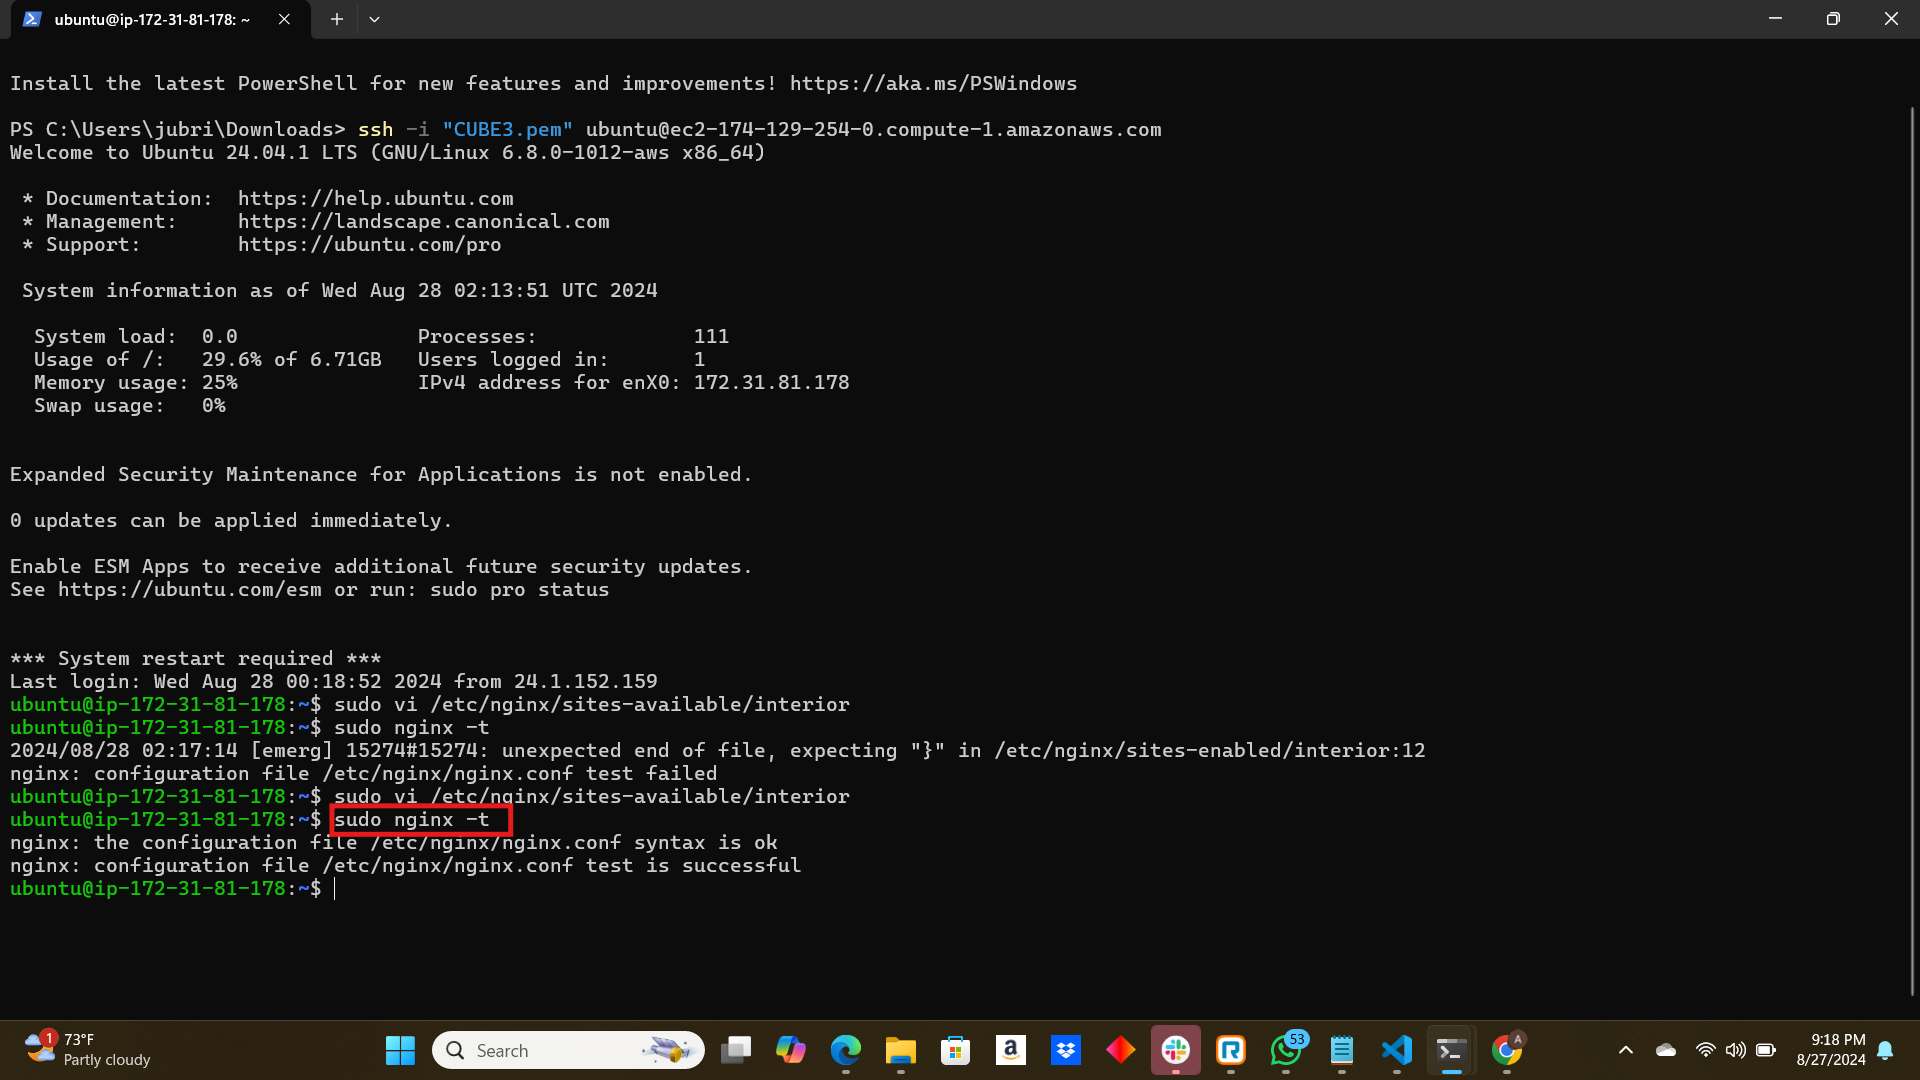 ubuntu@ip-172-31-81-178: ~
Install the latest PowerShell for new features and improvements! https://aka.ms/PSWindows
PS C:\Users\jubri\Downloads> ssh -i "CUBE3.pem" ubuntu@ec2-174-129-254-0.compute-1.amazonaws.com
Welcome to Ubuntu 24.04.1 LTS (GNU/Linux 6.8.0-1012-aws x86_64)
* Documentation:  https://help.ubuntu.com
* Management:     https://landscape.canonical.com
* Support:        https://ubuntu.com/pro
System information as of Wed Aug 28 02:13:51 UTC 2024
System load:  0.0               Processes:             111
Usage of /:   29.6% of 6.71GB   Users logged in:       1
Memory usage: 25%               IPv4 address for enX0: 172.31.81.178
Swap usage:   0%
Expanded Security Maintenance for Applications is not enabled.
0 updates can be applied immediately.
Enable ESM Apps to receive additional future security updates.
See https://ubuntu.com/esm or run: sudo pro status
*** System restart required ***
Last login: Wed Aug 28 00:18:52 2024 from 24.1.152.159
ubuntu@ip-172-31-81-178:~$ sudo vi /etc/nginx/sites-available/interior
ubuntu@ip-172-31-81-178:~$ sudo nginx -t
2024/08/28 02:17:14 [emerg] 15274#15274: unexpected end of file, expecting "}" in /etc/nginx/sites-enabled/interior:12
nginx: configuration file /etc/nginx/nginx.conf test failed
ubuntu@ip-172-31-81-178:~$ sudo vi /etc/nginx/sites-available/interior
ubuntu@ip-172-31-81-178:~$ sudo nginx -t
nginx: the configuration file /etc/nginx/nginx.conf syntax is ok
nginx: configuration file /etc/nginx/nginx.conf test is successful
ubuntu@ip-172-31-81-178:~$
1
73°F
Partly cloudy
Search
a
R
53
A
9:18 PM
8/27/2024